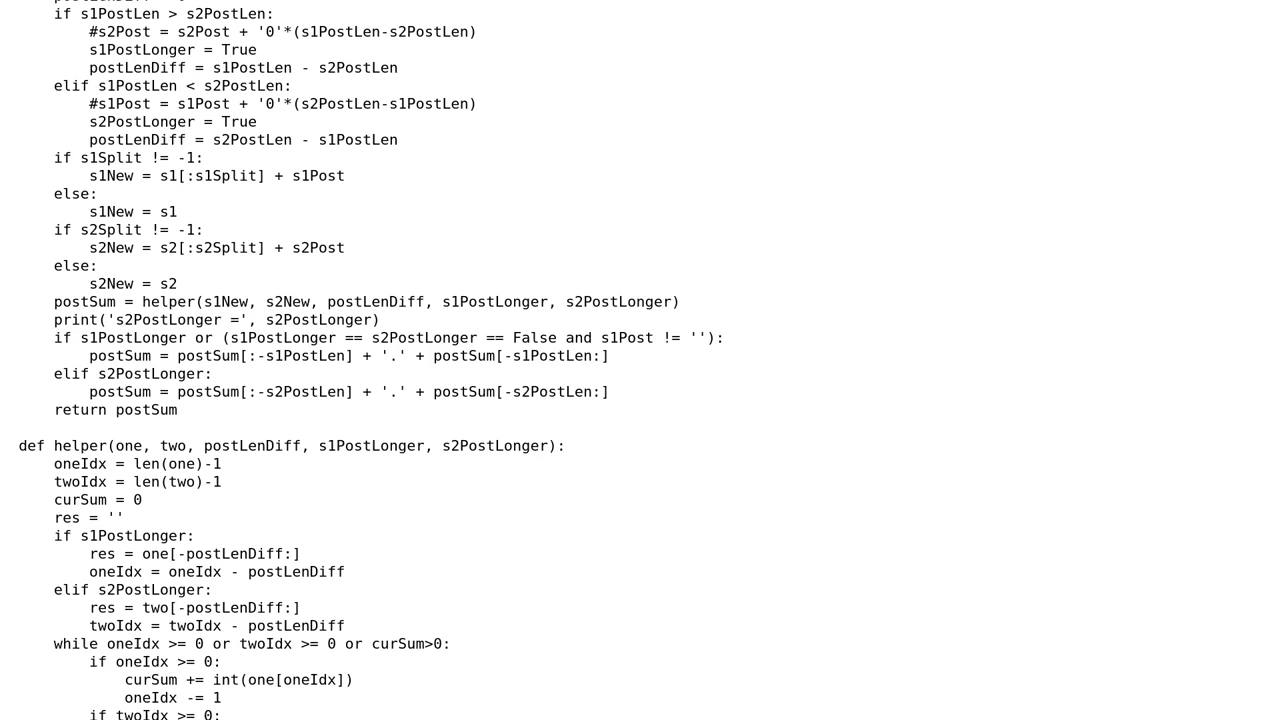 if s1PostLen > s2PostLen:
#s2Post = s2Post + '0'*(s1PostLen-s2PostLen)
s1PostLonger = True
postLenDiff = s1PostLen - s2PostLen
elif s1PostLen < s2PostLen:
#s1Post = s1Post + '0'*(s2PostLen-s1PostLen)
s2PostLonger = True
postLenDiff = s2PostLen - s1PostLen
if s1Split != -1:
s1New = s1[:s1Split] + s1Post
else:
s1New = s1
if s2Split != -1:
s2New = s2[:s2Split] + s2Post
else:
s2New = s2
postSum = helper(s1New, s2New, postLenDiff, s1PostLonger, s2PostLonger)
print('s2PostLonger =', s2PostLonger)
if s1PostLonger or (s1PostLonger == s2PostLonger == False and s1Post != ''):
postSum = postSum[:-s1PostLen] + '.' + postSum[-s1PostLen:]
elif s2PostLonger:
postSum = postSum[:-s2PostLen] + '.' + postSum[-s2PostLen:]
return postSum
def helper(one, two, postLenDiff, s1PostLonger, s2PostLonger):
oneIdx = len(one)-1
twoIdx = len(two)-1
curSum = 0
res = ''
if s1PostLonger:
res = one[-postLenDiff:]
oneIdx = oneIdx - postLenDiff
elif s2PostLonger:
res = two[-postLenDiff:]
twoIdx = twoIdx - postLenDiff
while oneIdx >= 0 or twoIdx >= 0 or curSum>0:
if oneIdx >= 0:
curSum += int(one[oneIdx])
oneIdx -= 1
if twoIdx >= 0: